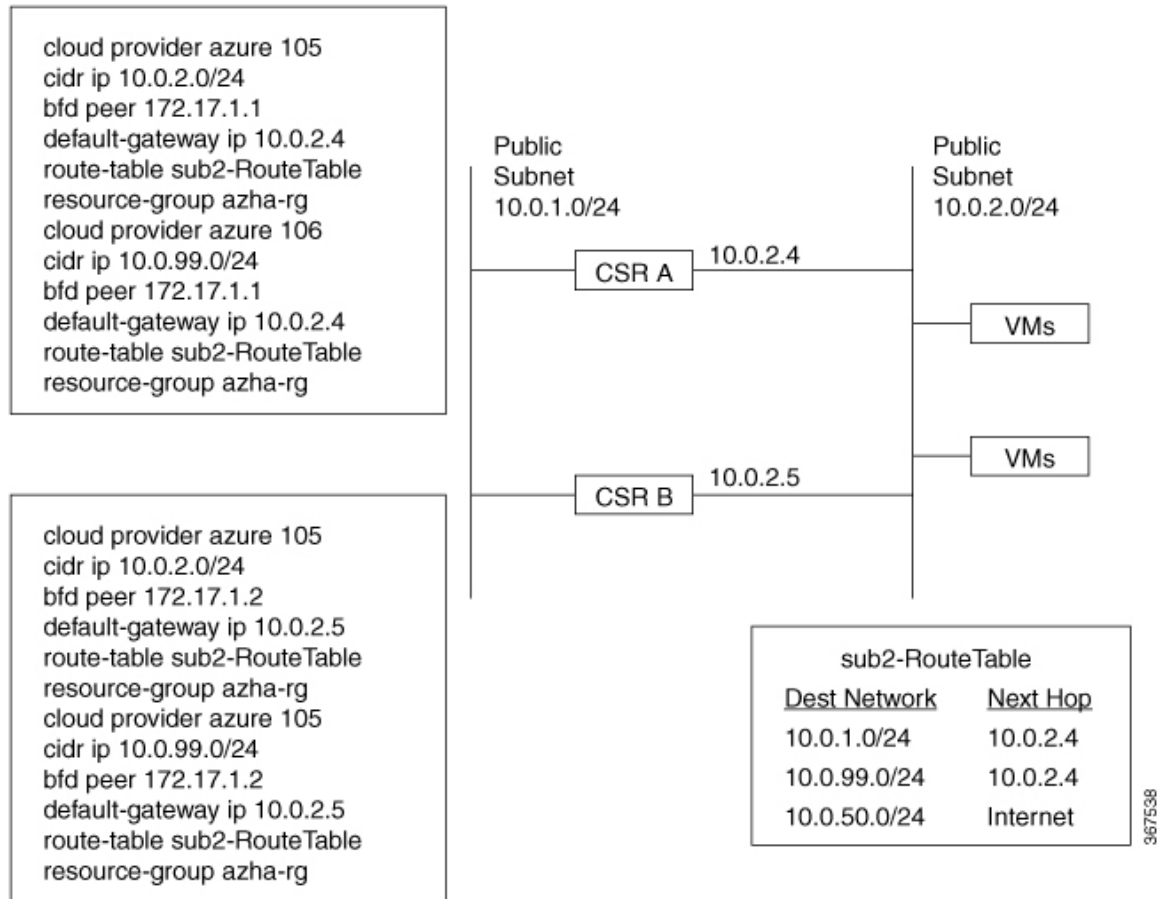 cloud provider azure 105
cidr ip 10.0.2.0/24
bfd peer 172.17.1.1
default-gateway ip 10.0.2.4
route-table sub2-RouteTable
resource-group azha-rg
cloud provider azure 106
cidr ip 10.0.99.0/24
bfd peer 172.17.1.1
default-gateway ip 10.0.2.4
route-table sub2-RouteTable
resource-group azha-rg
cloud provider azure 105
cidr ip 10.0.2.0/24
bfd peer 172.17.1.2
default-gateway ip 10.0.2.5
route-table sub2-RouteTable
resource-group azha-rg
cloud provider azure 105
cidr ip 10.0.99.0/24
bfd peer 172.17.1.2
default-gateway ip 10.0.2.5
route-table sub2-RouteTable
resource-group azha-rg
Public
Subnet
10.0.1.0/24
CSR A
10.0.2.4
CSR B
10.0.2.5
Public
Subnet
10.0.2.0/24
VMs
VMs
sub2-RouteTable
Dest Network Next Hop
10.0.1.0/24 10.0.2.4
10.0.99.0/24 10.0.2.4
10.0.50.0/24 Internet
367538